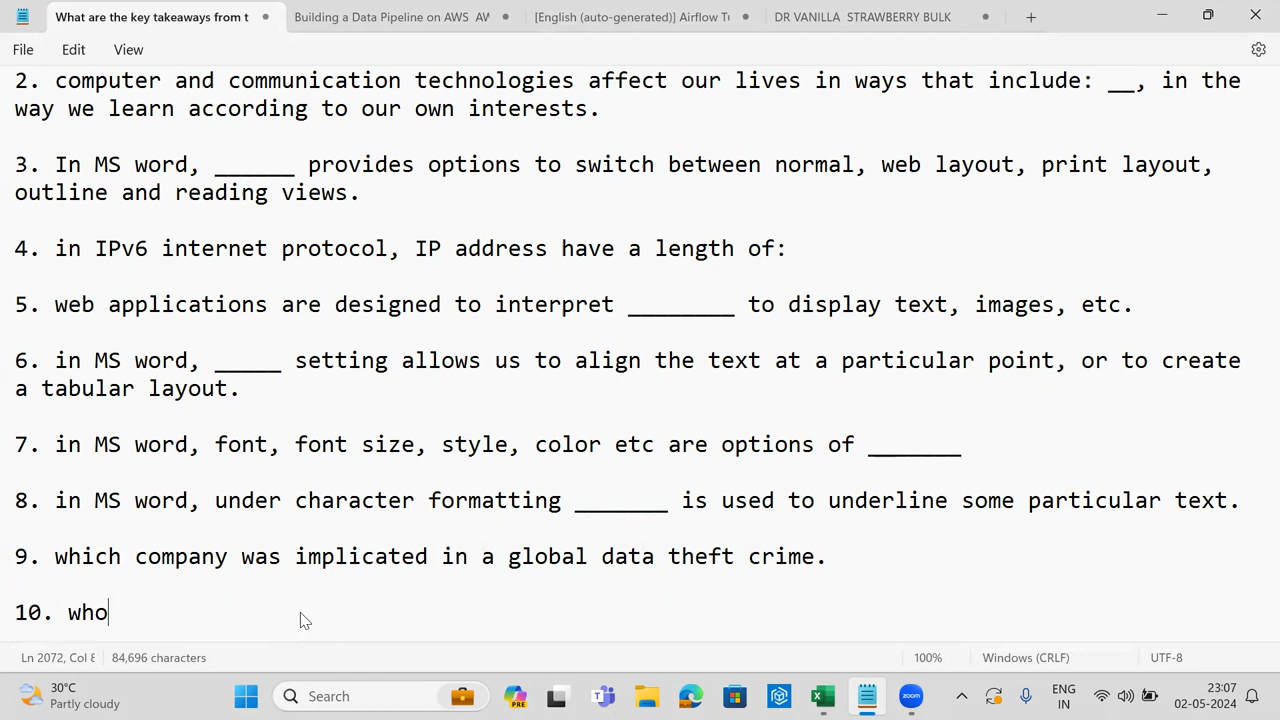 What are the key takeaways from t
Building a Data Pipeline on AWS AW
[English (auto-generated)] Airflow Tu
DR VANILLA STRAWBERRY BULK
File Edit View
2. computer and communication technologies affect our lives in ways that include: __, in the
way we learn according to our own interests.
3. In MS word, ______ provides options to switch between normal, web layout, print layout,
outline and reading views.
4. in IPv6 internet protocol, IP address have a length of:
5. web applications are designed to interpret ________ to display text, images, etc.
6. in MS word, _____ setting allows us to align the text at a particular point, or to create
a tabular layout.
7. in MS word, font, font size, style, color etc are options of _______
8. in MS word, under character formatting _______ is used to underline some particular text.
9. which company was implicated in a global data theft crime.
10. who
Ln 2072, Col 8 84,696 characters 100% Windows (CRLF) UTF-8
30°C
Partly cloudy
Search
PRE
zoom
ENG
IN
23:07
02-05-2024